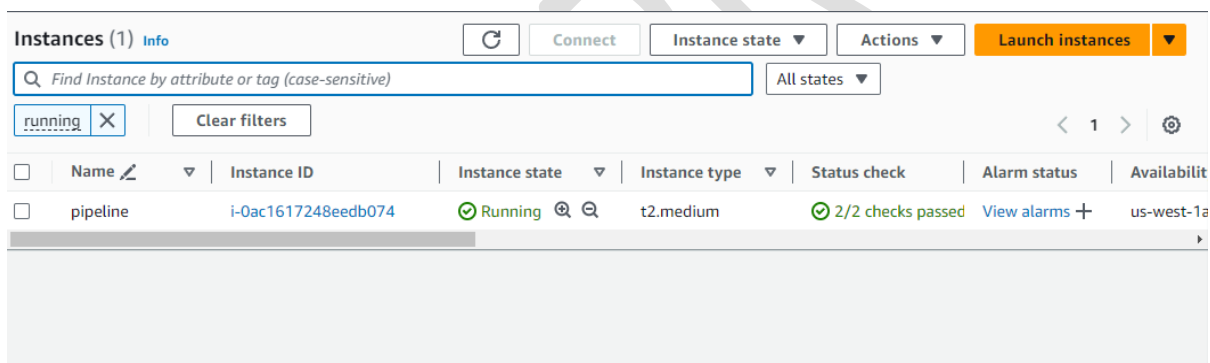 Instances (1) Info Connect Instance state Actions Launch instances
Find Instance by attribute or tag (case-sensitive) All states
running Clear filters 1
Name Instance ID Instance state Instance type Status check Alarm status Availabilit
pipeline i-0ac1617248eedb074 Running t2.medium 2/2 checks passed View alarms us-west-1a